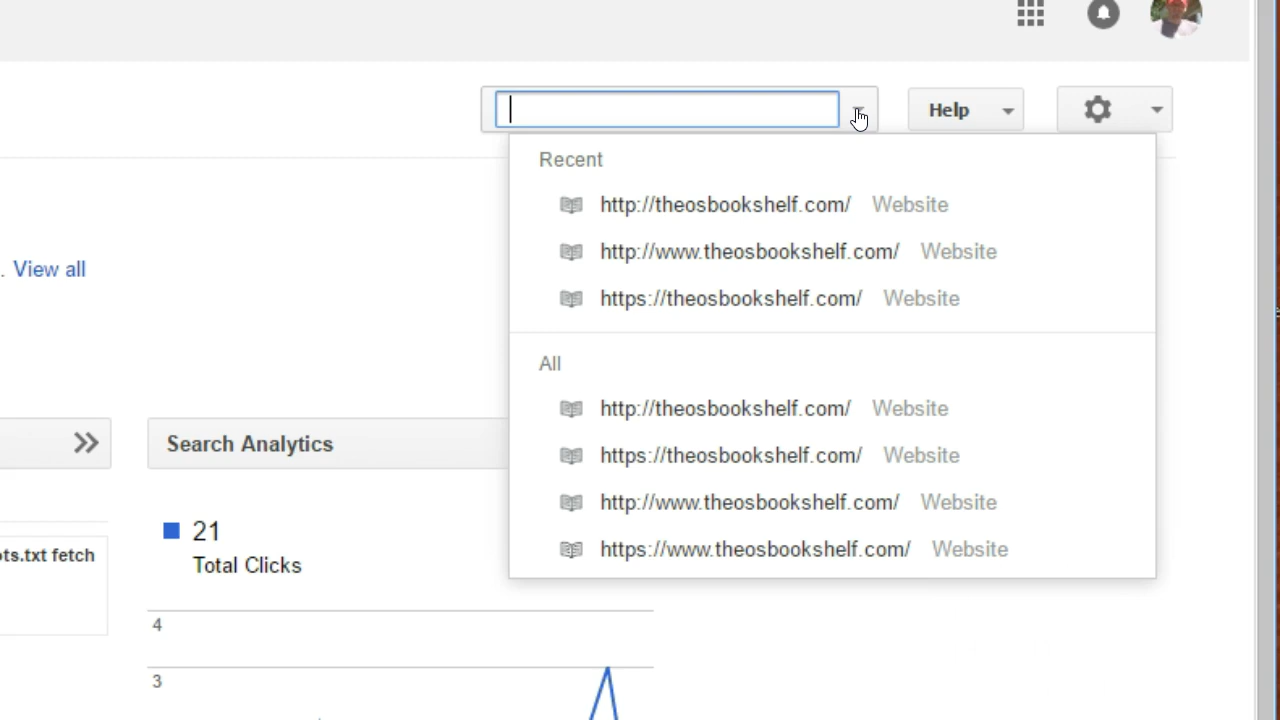 Help
Recent
http://theosbookshelf.com/ Website
http://www.theosbookshelf.com/ Website
https://theosbookshelf.com/ Website
. View all
All
http://theosbookshelf.com/ Website
https://theosbookshelf.com/ Website
http://www.theosbookshelf.com/ Website
https://www.theosbookshelf.com/ Website
Search Analytics
21
Total Clicks
ots.txt fetch
4
3